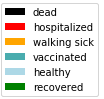 dead
hospitalized
walking sick
vaccinated
healthy
recovered